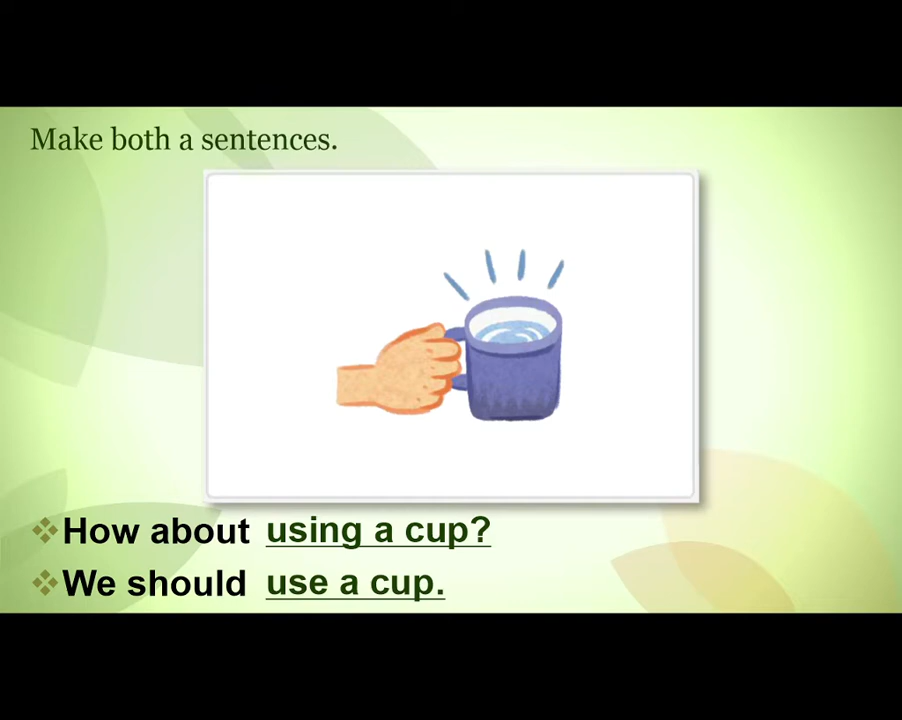 Make both a sentences.
How about using a cup?
We should use a cup.